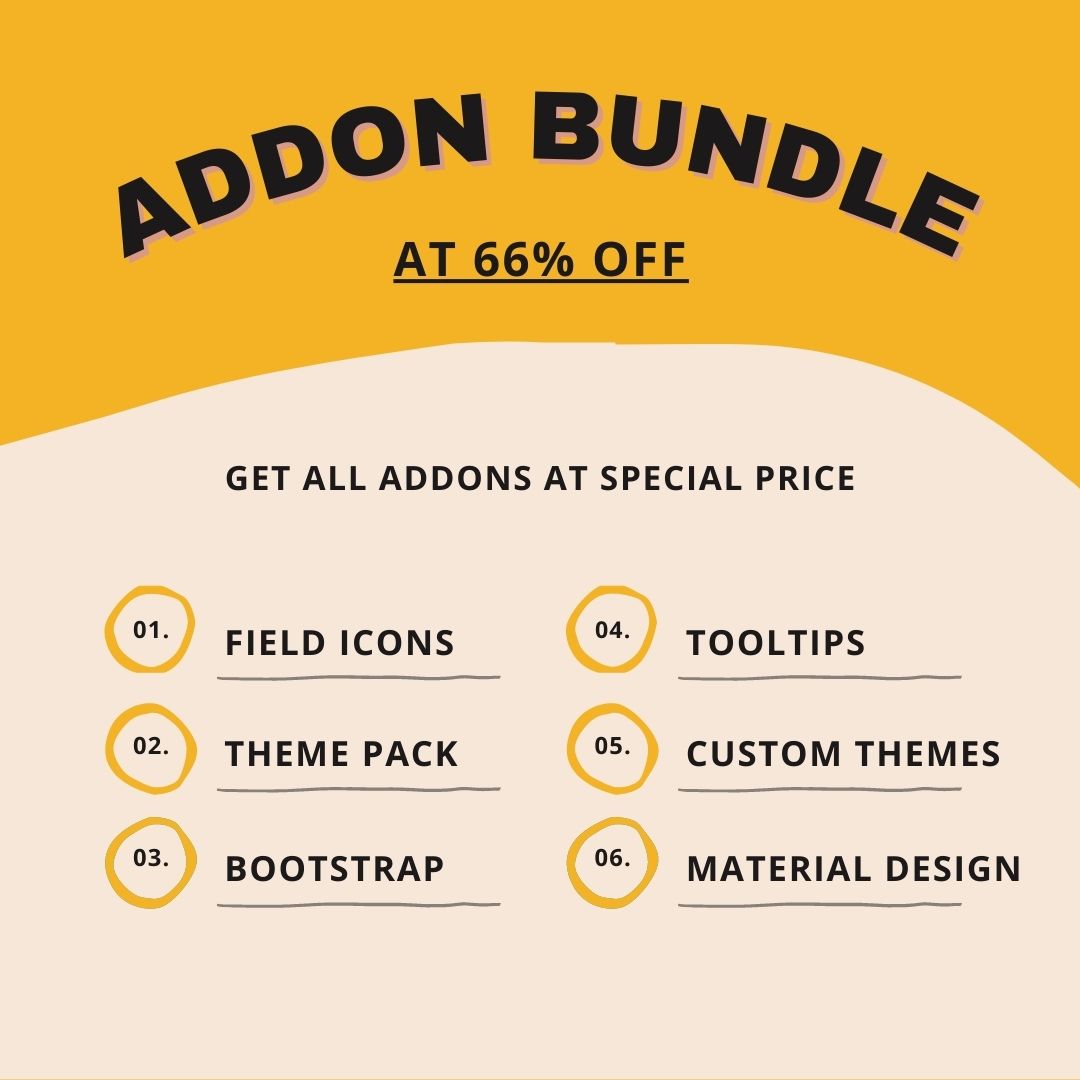 ADDON BUNDLE
AT 66% OFF
GET ALL ADDONS AT SPECIAL PRICE
01. FIELD ICONS
02. THEME PACK
03. BOOTSTRAP
04. TOOLTIPS
05. CUSTOM THEMES
06. MATERIAL DESIGN